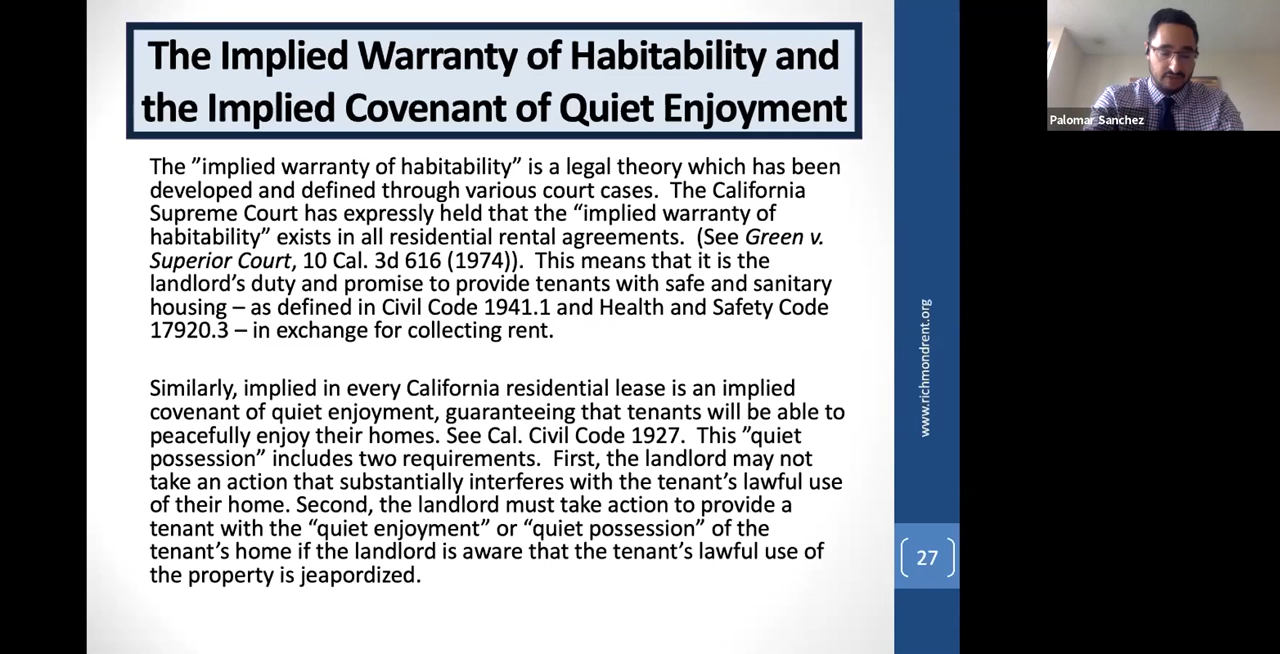 The Implied Warranty of Habitability and
the Implied Covenant of Quiet Enjoyment
The ”implied warranty of habitability” is a legal theory which has been
developed and defined through various court cases. The California
Supreme Court has expressly held that the “implied warranty of
habitability” exists in all residential rental agreements. (See Green v.
Superior Court, 10 Cal. 3d 616 (1974)). This means that it is the
landlord’s duty and promise to provide tenants with safe and sanitary
housing – as defined in Civil Code 1941.1 and Health and Safety Code
17920.3 – in exchange for collecting rent.
Similarly, implied in every California residential lease is an implied
covenant of quiet enjoyment, guaranteeing that tenants will be able to
peacefully enjoy their homes. See Cal. Civil Code 1927. This ”quiet
possession” includes two requirements. First, the landlord may not
take an action that substantially interferes with the tenant’s lawful use
of their home. Second, the landlord must take action to provide a
tenant with the “quiet enjoyment” or “quiet possession” of the
tenant’s home if the landlord is aware that the tenant’s lawful use of
the property is jeapordized.
www.richmondrent.org
27
Palomar Sanchez